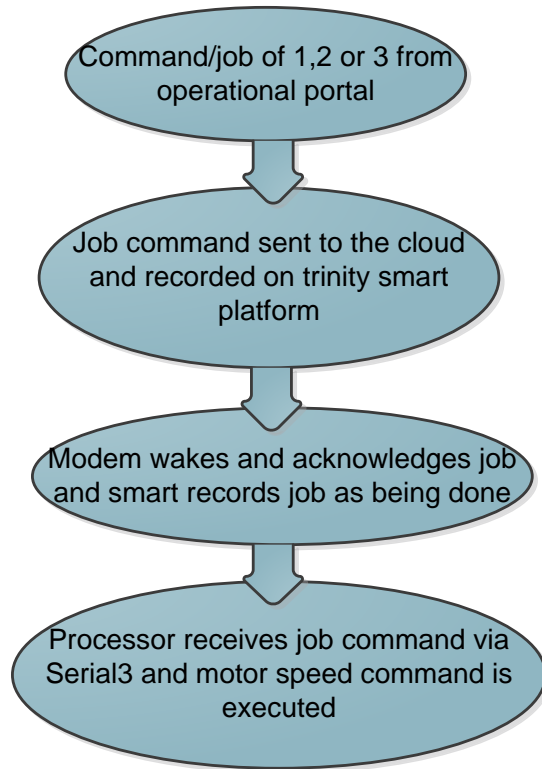 Command/job of 1,2 or 3 from
operational portal
Job command sent to the cloud
and recorded on trinity smart
platform
Modem wakes and acknowledges job
and smart records job as being done
Processor receives job command via
Serial3 and motor speed command is
executed